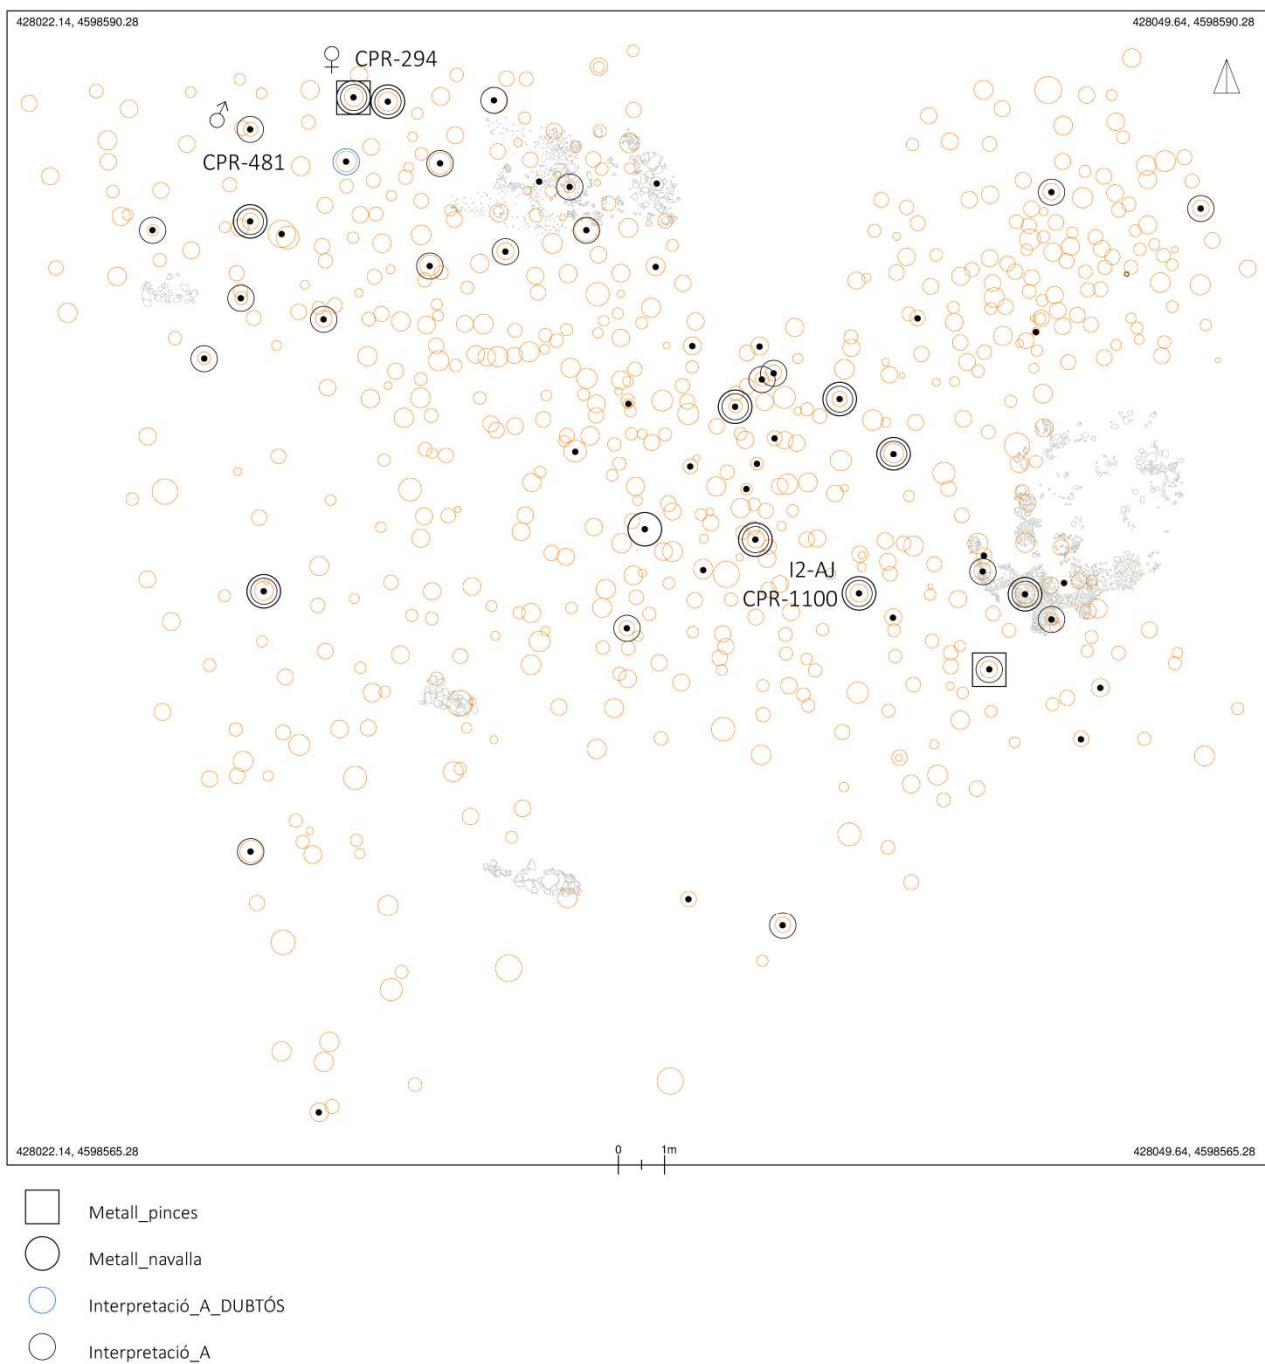 428022.14, 4598590.28
428049.64, 4598590.28
♀ CPR-294
♂
CPR-481
I2-AJ
CPR-1100
428022.14, 4598565.28
0 1m
428049.64, 4598565.28
Metall_pinces
Metall_navalla
Interpretació_A_DUBTÓS
Interpretació_A